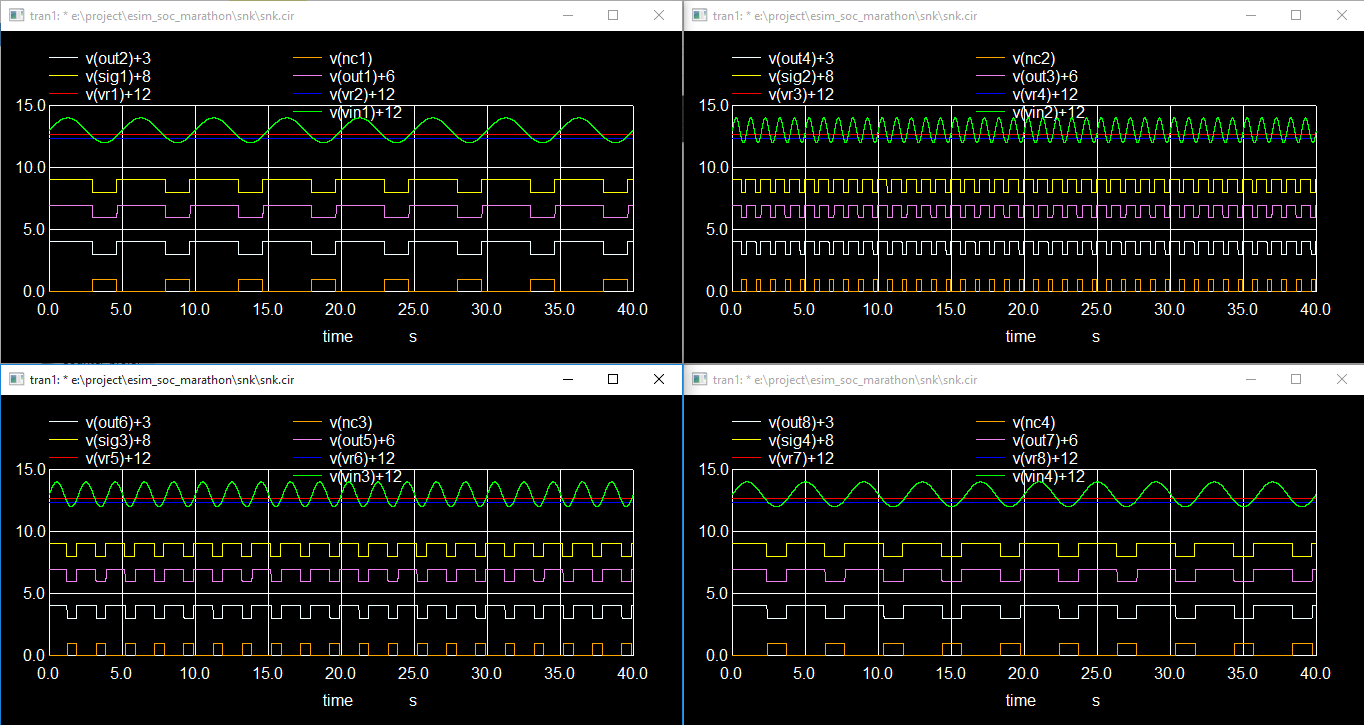 tran1: * e:\project\esim_soc_marathon\snk\snk.cir
v(out2)+3 v(nc1)
v(sig1)+8 v(out1)+6
v(vr1)+12 v(vr2)+12
v(vin1)+12
15.0
10.0
5.0
0.0
0.0 5.0 10.0 15.0 20.0 25.0 30.0 35.0 40.0
time s
tran1: * e:\project\esim_soc_marathon\snk\snk.cir
v(out4)+3 v(nc2)
v(sig2)+8 v(out3)+6
v(vr3)+12 v(vr4)+12
v(vin2)+12
15.0
10.0
5.0
0.0
0.0 5.0 10.0 15.0 20.0 25.0 30.0 35.0 40.0
time s
tran1: * e:\project\esim_soc_marathon\snk\snk.cir
v(out6)+3 v(nc3)
v(sig3)+8 v(out5)+6
v(vr5)+12 v(vr6)+12
v(vin3)+12
15.0
10.0
5.0
0.0
0.0 5.0 10.0 15.0 20.0 25.0 30.0 35.0 40.0
time s
tran1: * e:\project\esim_soc_marathon\snk\snk.cir
v(out8)+3 v(nc4)
v(sig4)+8 v(out7)+6
v(vr7)+12 v(vr8)+12
v(vin4)+12
15.0
10.0
5.0
0.0
0.0 5.0 10.0 15.0 20.0 25.0 30.0 35.0 40.0
time s